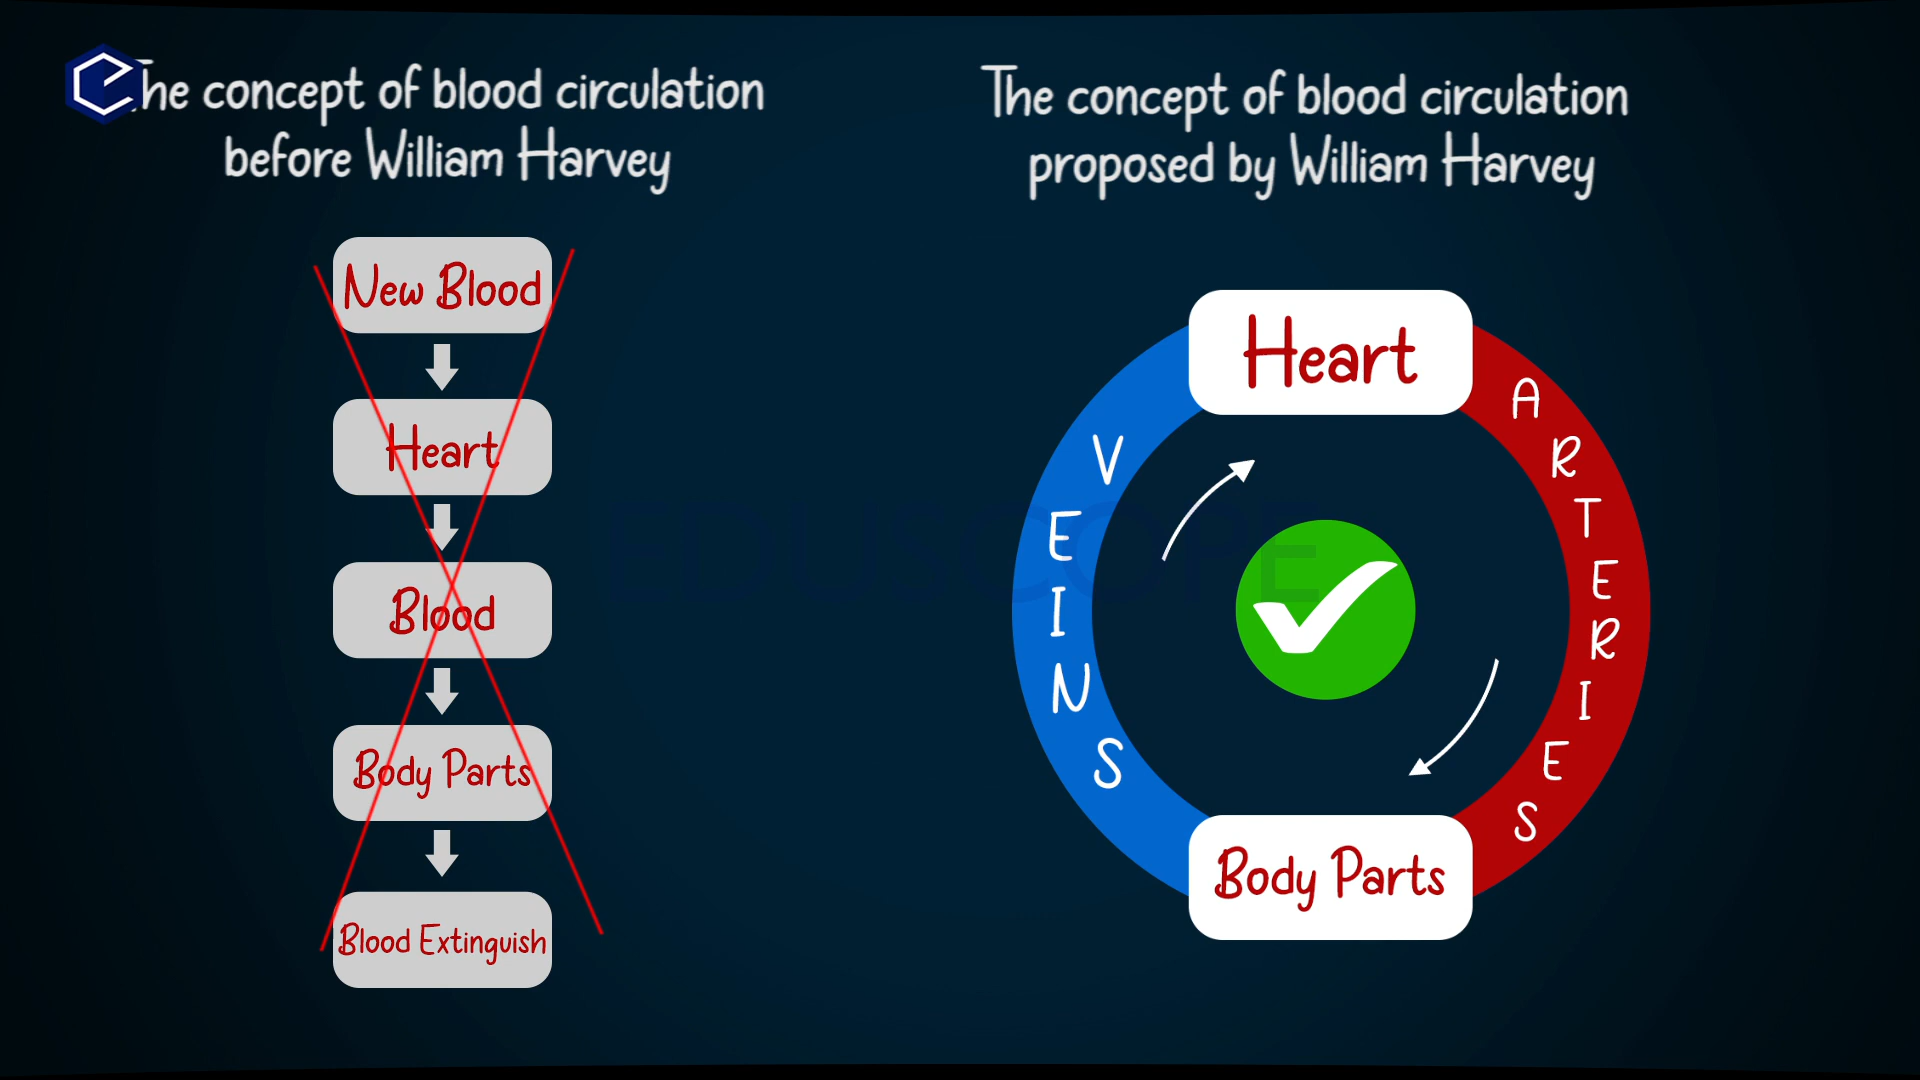 The concept of blood circulation
before William Harvey
New Blood
Heart
Blood
Body Parts
Blood Extinguish
The concept of blood circulation
proposed by William Harvey
Heart
VEINS
ARTERIES
Body Parts
EDUSCOPE